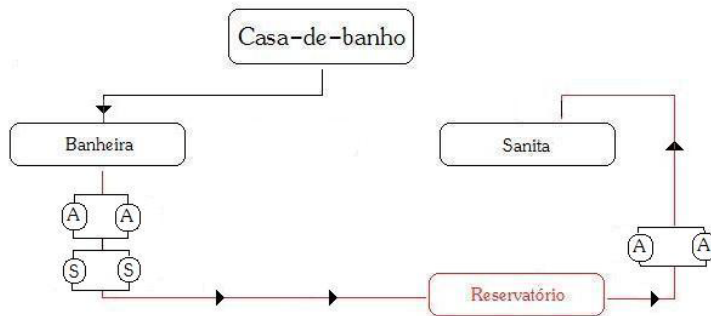 Casa-de-banho
Banheira
Sanita
A A
A A
S S
Reservatório